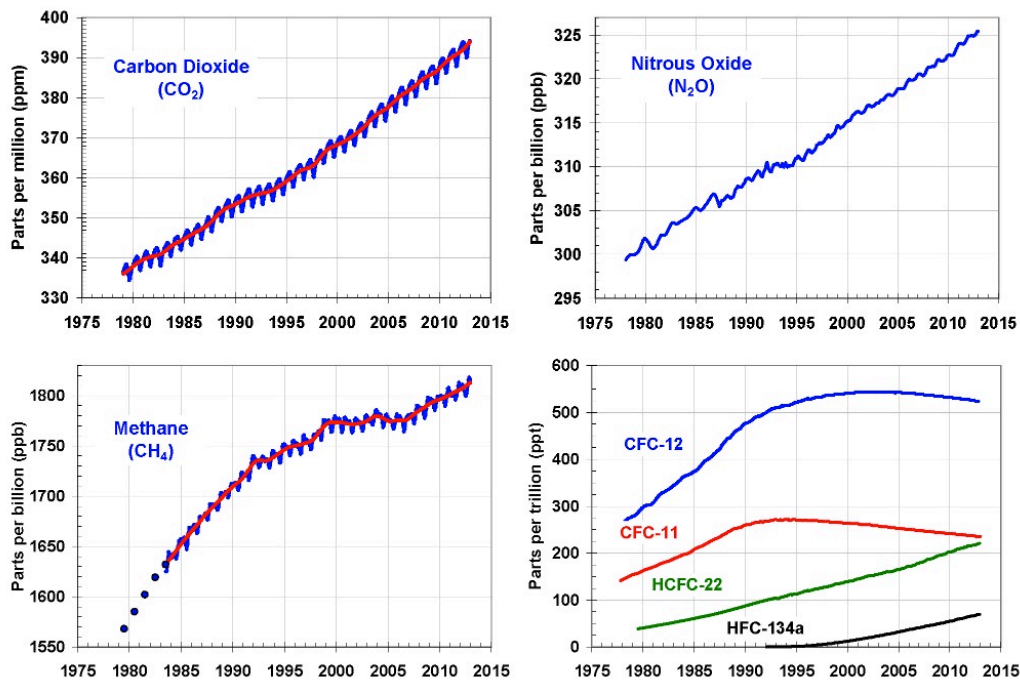 400
390
380
370
360
350
340
330
Parts per million (ppm)
Carbon Dioxide
(CO₂)
1975 1980 1985 1990 1995 2000 2005 2010 2015
325
320
315
310
305
300
295
Parts per billion (ppb)
Nitrous Oxide
(N₂O)
1975 1980 1985 1990 1995 2000 2005 2010 2015
1800
1750
1700
1650
1600
1550
Parts per billion (ppb)
Methane
(CH₄)
1975 1980 1985 1990 1995 2000 2005 2010 2015
600
500
400
300
200
100
0
Parts per trillion (ppt)
CFC-12
CFC-11
HCFC-22
HFC-134a
1975 1980 1985 1990 1995 2000 2005 2010 2015